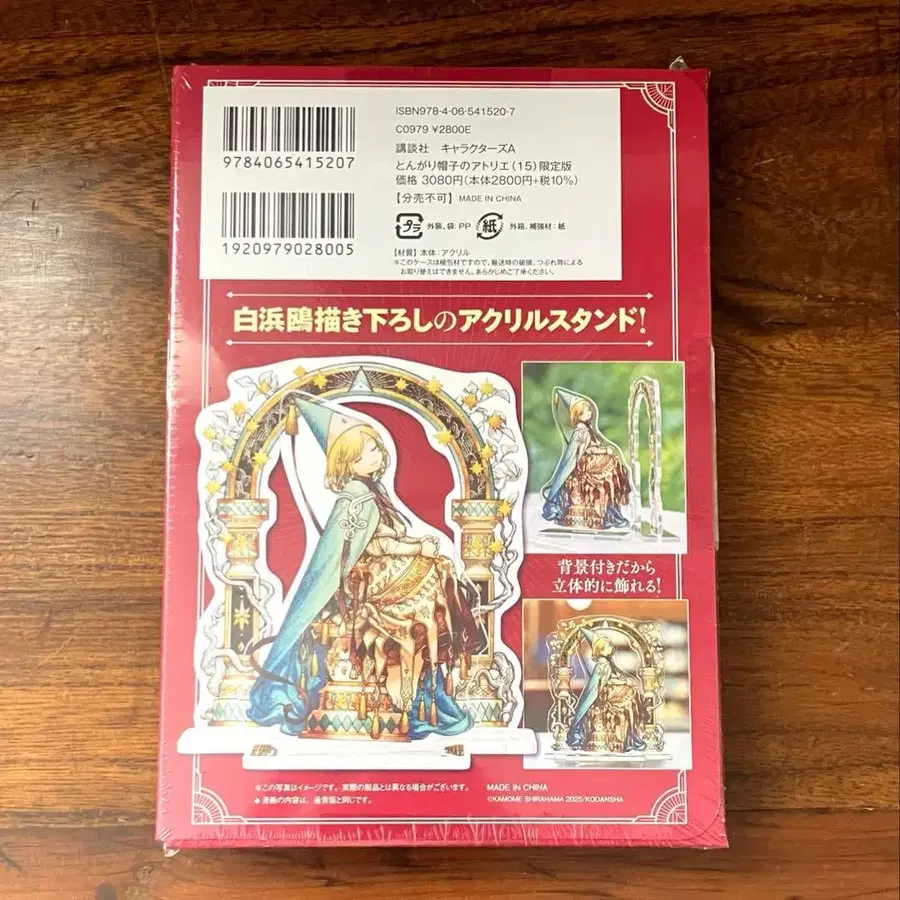 9784065415207
1920979028005
ISBN978-4-06-541520-7
C0979 ¥2800E
講談社 キャラクターズA
とんがり帽子のアトリエ(15)限定版
価格 3080円(本体2800円+税10%)
【分売不可】 MADE IN CHINA
プラ 外装、袋:PP 紙 外箱、補強材:紙
【材質】本体:アクリル
※このケースは梱包材ですので、輸送時の破損、つぶれ等による
お取り替えはできません。あらかじめご了承ください。
白浜鴎描き下ろしのアクリルスタンド!
背景付きだから
立体的に飾れる!
※この写真はイメージです。実際の製品とは異なる場合がございます。
◆漫画の内容は、通常版と同じです。
MADE IN CHINA
©KAMOME SHIRAHAMA 2025/KODANSHA